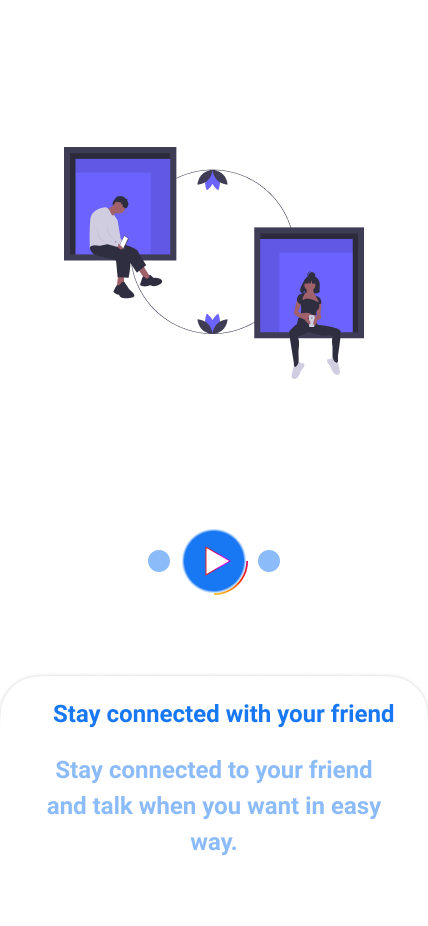 Stay connected with your friend
Stay connected to your friend
and talk when you want in easy
way.